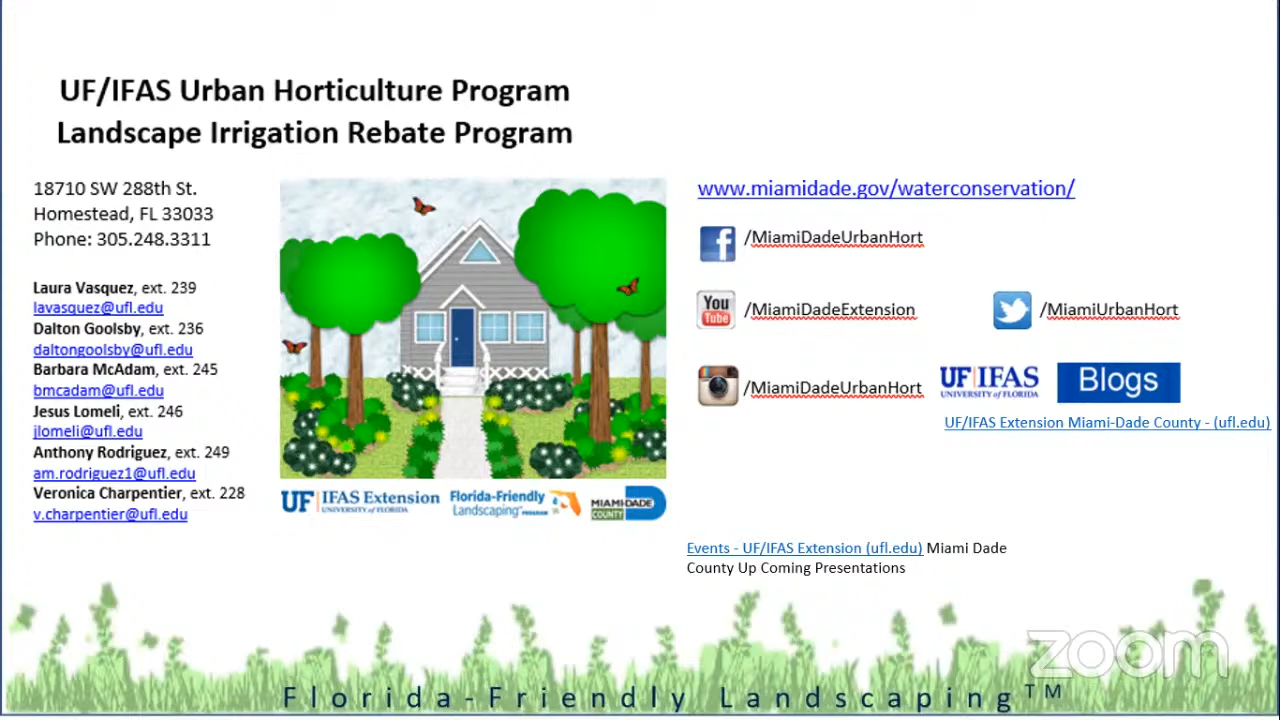 UF/IFAS Urban Horticulture Program
Landscape Irrigation Rebate Program
18710 SW 288th St.
Homestead, FL 33033
Phone: 305.248.3311
Laura Vasquez, ext. 239
lavasquez@ufl.edu
Dalton Goolsby, ext. 236
daltongoolsby@ufl.edu
Barbara McAdam, ext. 245
bmcadam@ufl.edu
Jesus Lomeli, ext. 246
jlomeli@ufl.edu
Anthony Rodriguez, ext. 249
am.rodriguez1@ufl.edu
Veronica Charpentier, ext. 228
v.charpentier@ufl.edu
UF IFAS Extension
UNIVERSITY of FLORIDA
Florida-Friendly
Landscaping™ PROGRAM
MIAMI-DADE
COUNTY
www.miamidade.gov/waterconservation/
f /MiamiDadeUrbanHort
You
Tube
/MiamiDadeExtension
/MiamiUrbanHort
/MiamiDadeUrbanHort
UF IFAS
UNIVERSITY of FLORIDA
Blogs
UF/IFAS Extension Miami-Dade County - (ufl.edu)
Events - UF/IFAS Extension (ufl.edu) Miami Dade
County Up Coming Presentations
zoom
Florida-Friendly Landscaping™